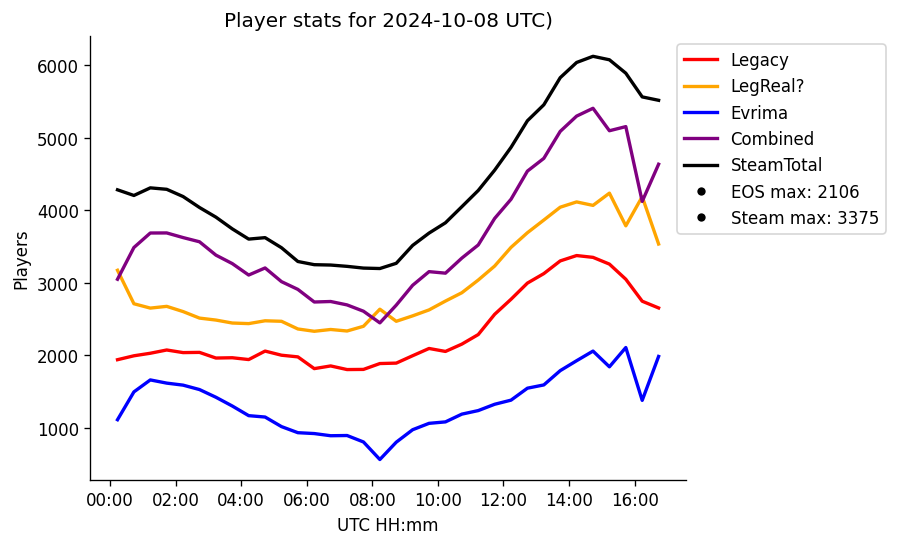 Player stats for 2024-10-08 UTC)
6000
5000
4000
3000
2000
1000
Players
00:00 02:00 04:00 06:00 08:00 10:00 12:00 14:00 16:00
UTC HH:mm
Legacy
LegReal?
Evrima
Combined
SteamTotal
EOS max: 2106
Steam max: 3375